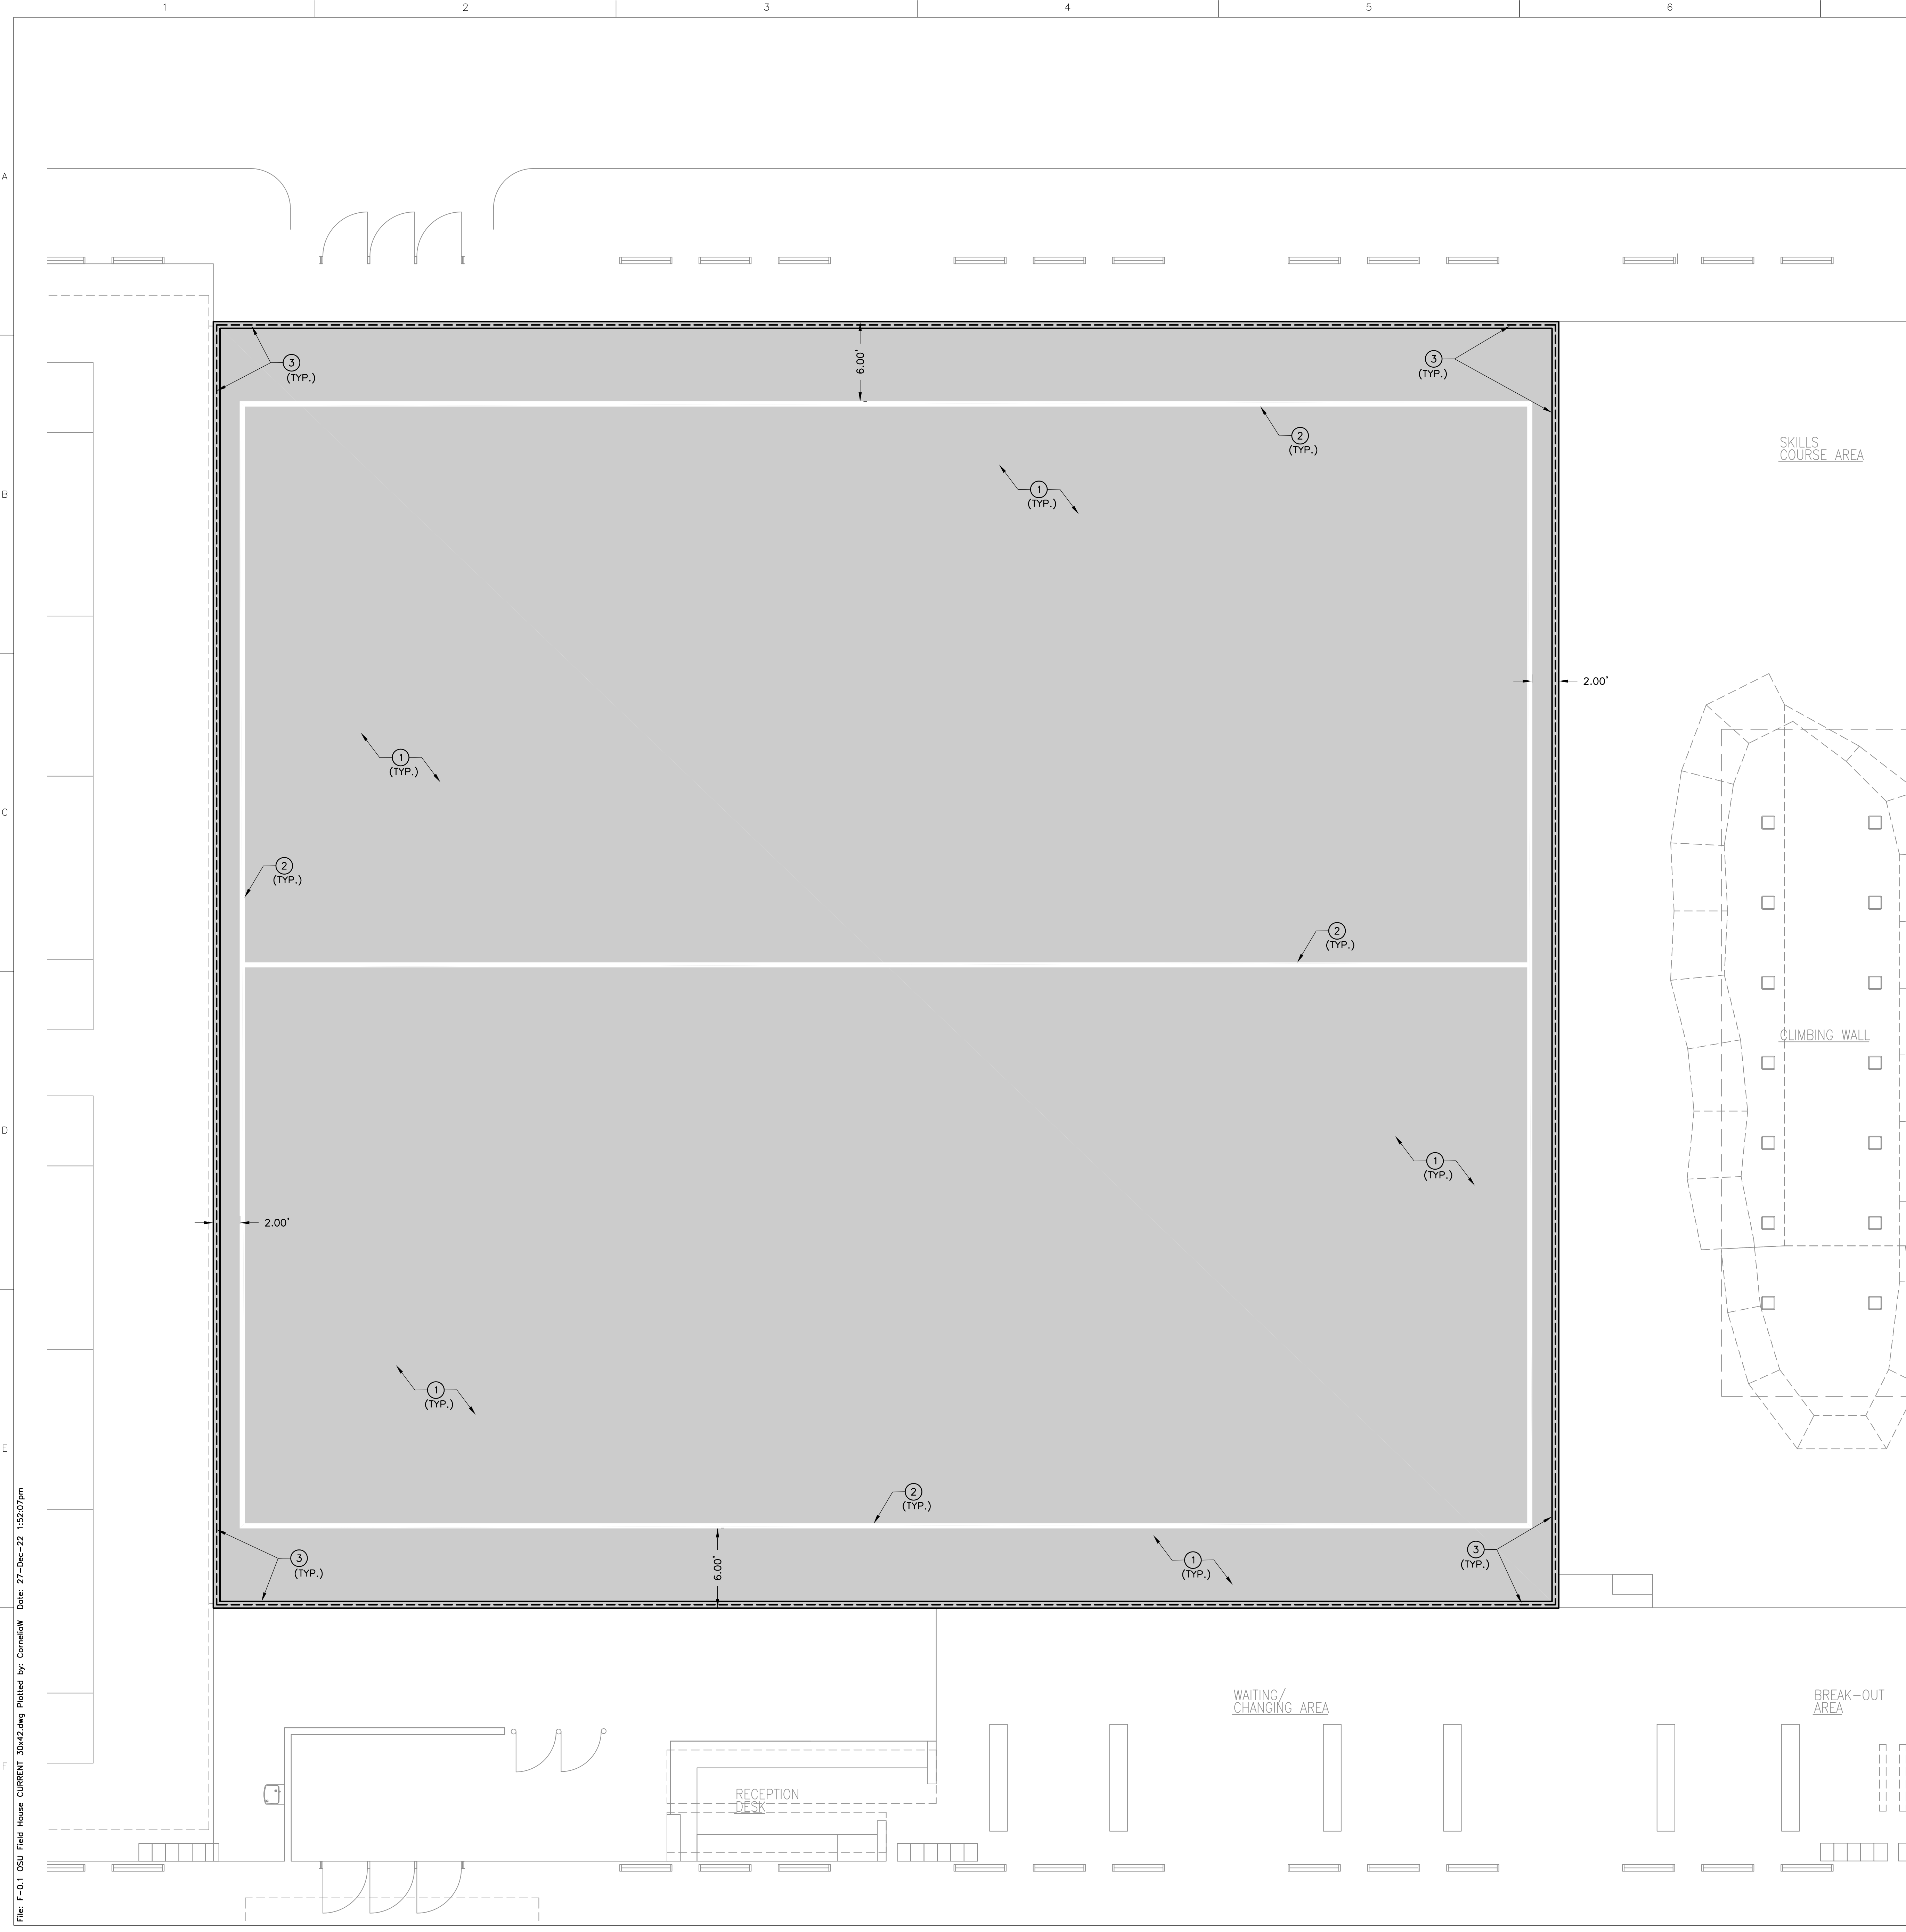 1 2 3 4 5 6
A
3
(TYP.)
6.00'
3
(TYP.)
2
(TYP.)
SKILLS
COURSE AREA
1
(TYP.)
B
2.00'
1
(TYP.)
C
2
(TYP.)
2
(TYP.)
CLIMBING WALL
D
1
(TYP.)
2.00'
1
(TYP.)
E
2
(TYP.)
3
(TYP.)
6.00'
1
(TYP.)
3
(TYP.)
WAITING/
CHANGING AREA
BREAK-OUT
AREA
F
RECEPTION
DESK
File: F-0.1 OSU Field House CURRENT 30x42.dwg Plotted by: CorneliaW Date: 27-Dec-22 1:52:07pm